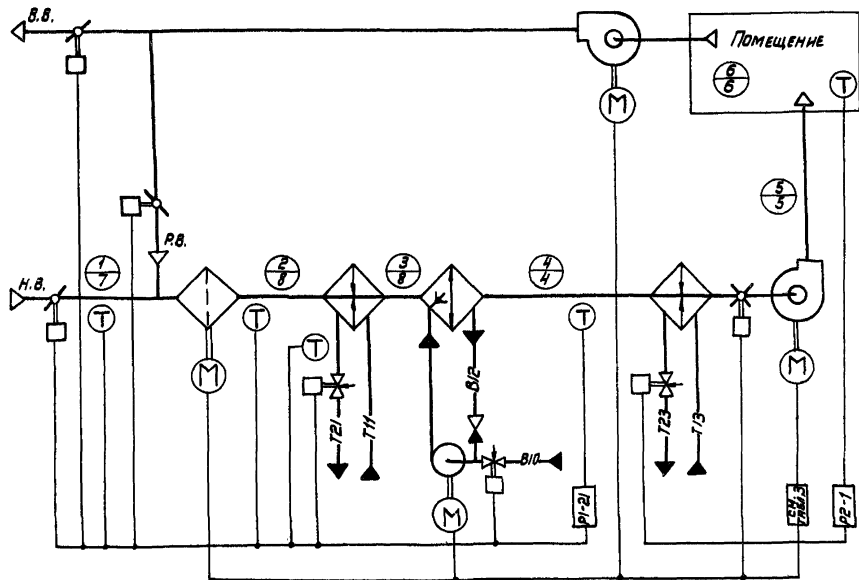 В.В.
ПОМЕЩЕНИЕ
6
6
Т
М
5
5
Р.В.
1
7
2
8
3
8
4
4
Н.В.
Т
Т
Т
Т
М
М
Т21
Т11
В12
В10
Т23
Т13
М
Р1-21
Р2-1